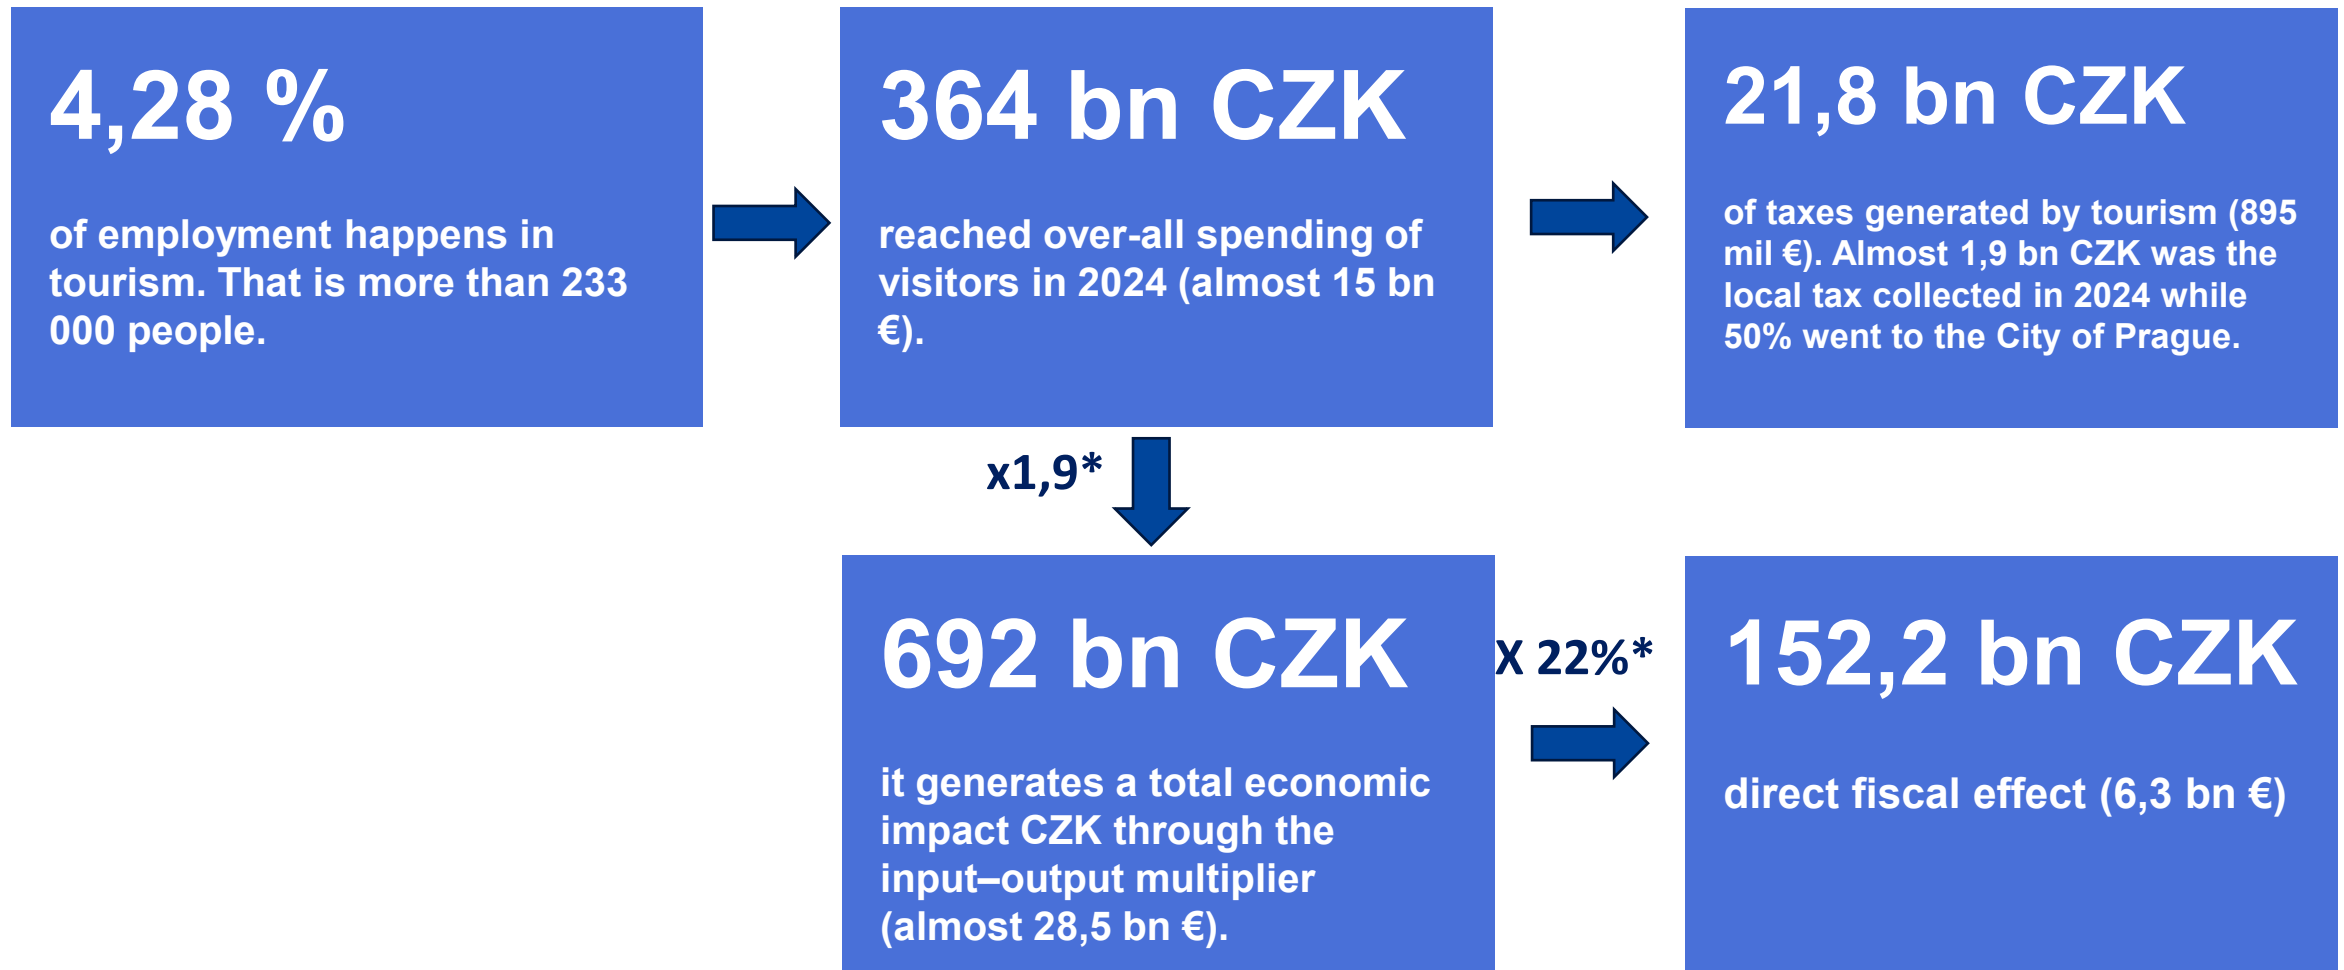 4,28 %
of employment happens in
tourism. That is more than 233
000 people.
364 bn CZK
reached over-all spending of
visitors in 2024 (almost 15 bn
€).
21,8 bn CZK
of taxes generated by tourism (895
mil €). Almost 1,9 bn CZK was the
local tax collected in 2024 while
50% went to the City of Prague.
x1,9*
692 bn CZK
it generates a total economic
impact CZK through the
input–output multiplier
(almost 28,5 bn €).
X 22%*
152,2 bn CZK
direct fiscal effect (6,3 bn €)